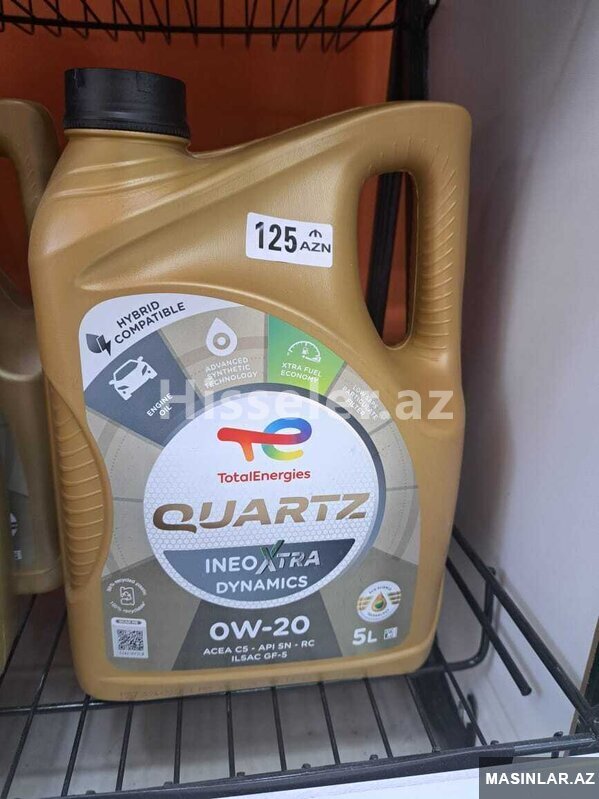 125 ₼ AZN
HYBRID
COMPATIBLE
ENGINE
OIL
ADVANCED
SYNTHETIC
TECHNOLOGY
XTRA FUEL
ECONOMY
Hisseler.az
TotalEnergies
QUARTZ
INEO XTRA
DYNAMICS
0W-20
5L
ACEA C5 - API SN - RC
ILSAC GF-5
MASINLAR.AZ